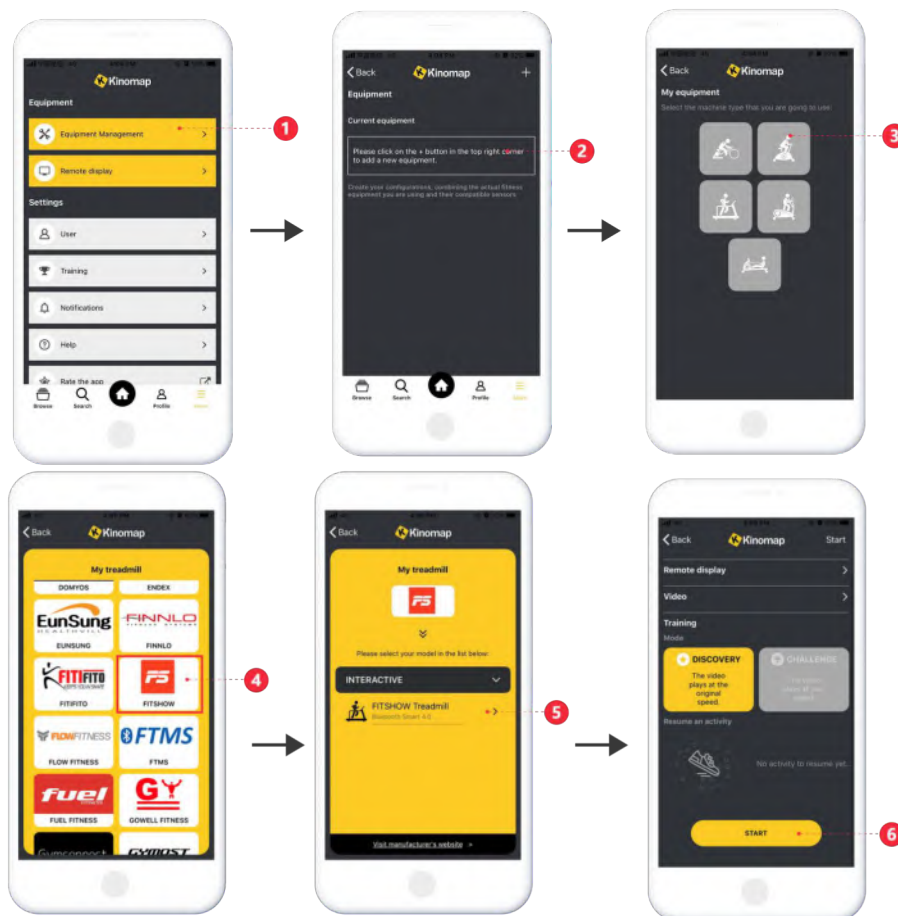 Kinomap
Equipment
Equipment Management
1
Remote display
Settings
User
Training
Notifications
Help
Rate the app
Browse
Search
Profile
Back
Kinomap
+
Equipment
Current equipment
Please click on the + button in the top right corner
to add a new equipment.
2
Create your configurations, combining the actual fitness
equipment you are using and their compatible sensors.
Browse
Search
Profile
Back
Kinomap
My equipment
Select the machine type that you are going to use:
3
Back
Kinomap
My treadmill
DOMYOS
ENDEX
EunSung
EUNSUNG
FINNLO
FINNLO
FITIFITO
FITIFITO
FS
FITSHOW
4
FLOWFITNESS
FLOW FITNESS
FTMS
FTMS
fuel
FUEL FITNESS
GOWELL FITNESS
Back
Kinomap
My treadmill
FS
Please select your model in the list below:
INTERACTIVE
FITSHOW Treadmill
Bluetooth Smart 4.0
5
Visit manufacturer's website
Back
Kinomap
Start
Remote display
Video
Training
Mode
DISCOVERY
The video
plays at the
original
speed.
CHALLENGE
Resume an activity
No activity to resume yet.
START
6